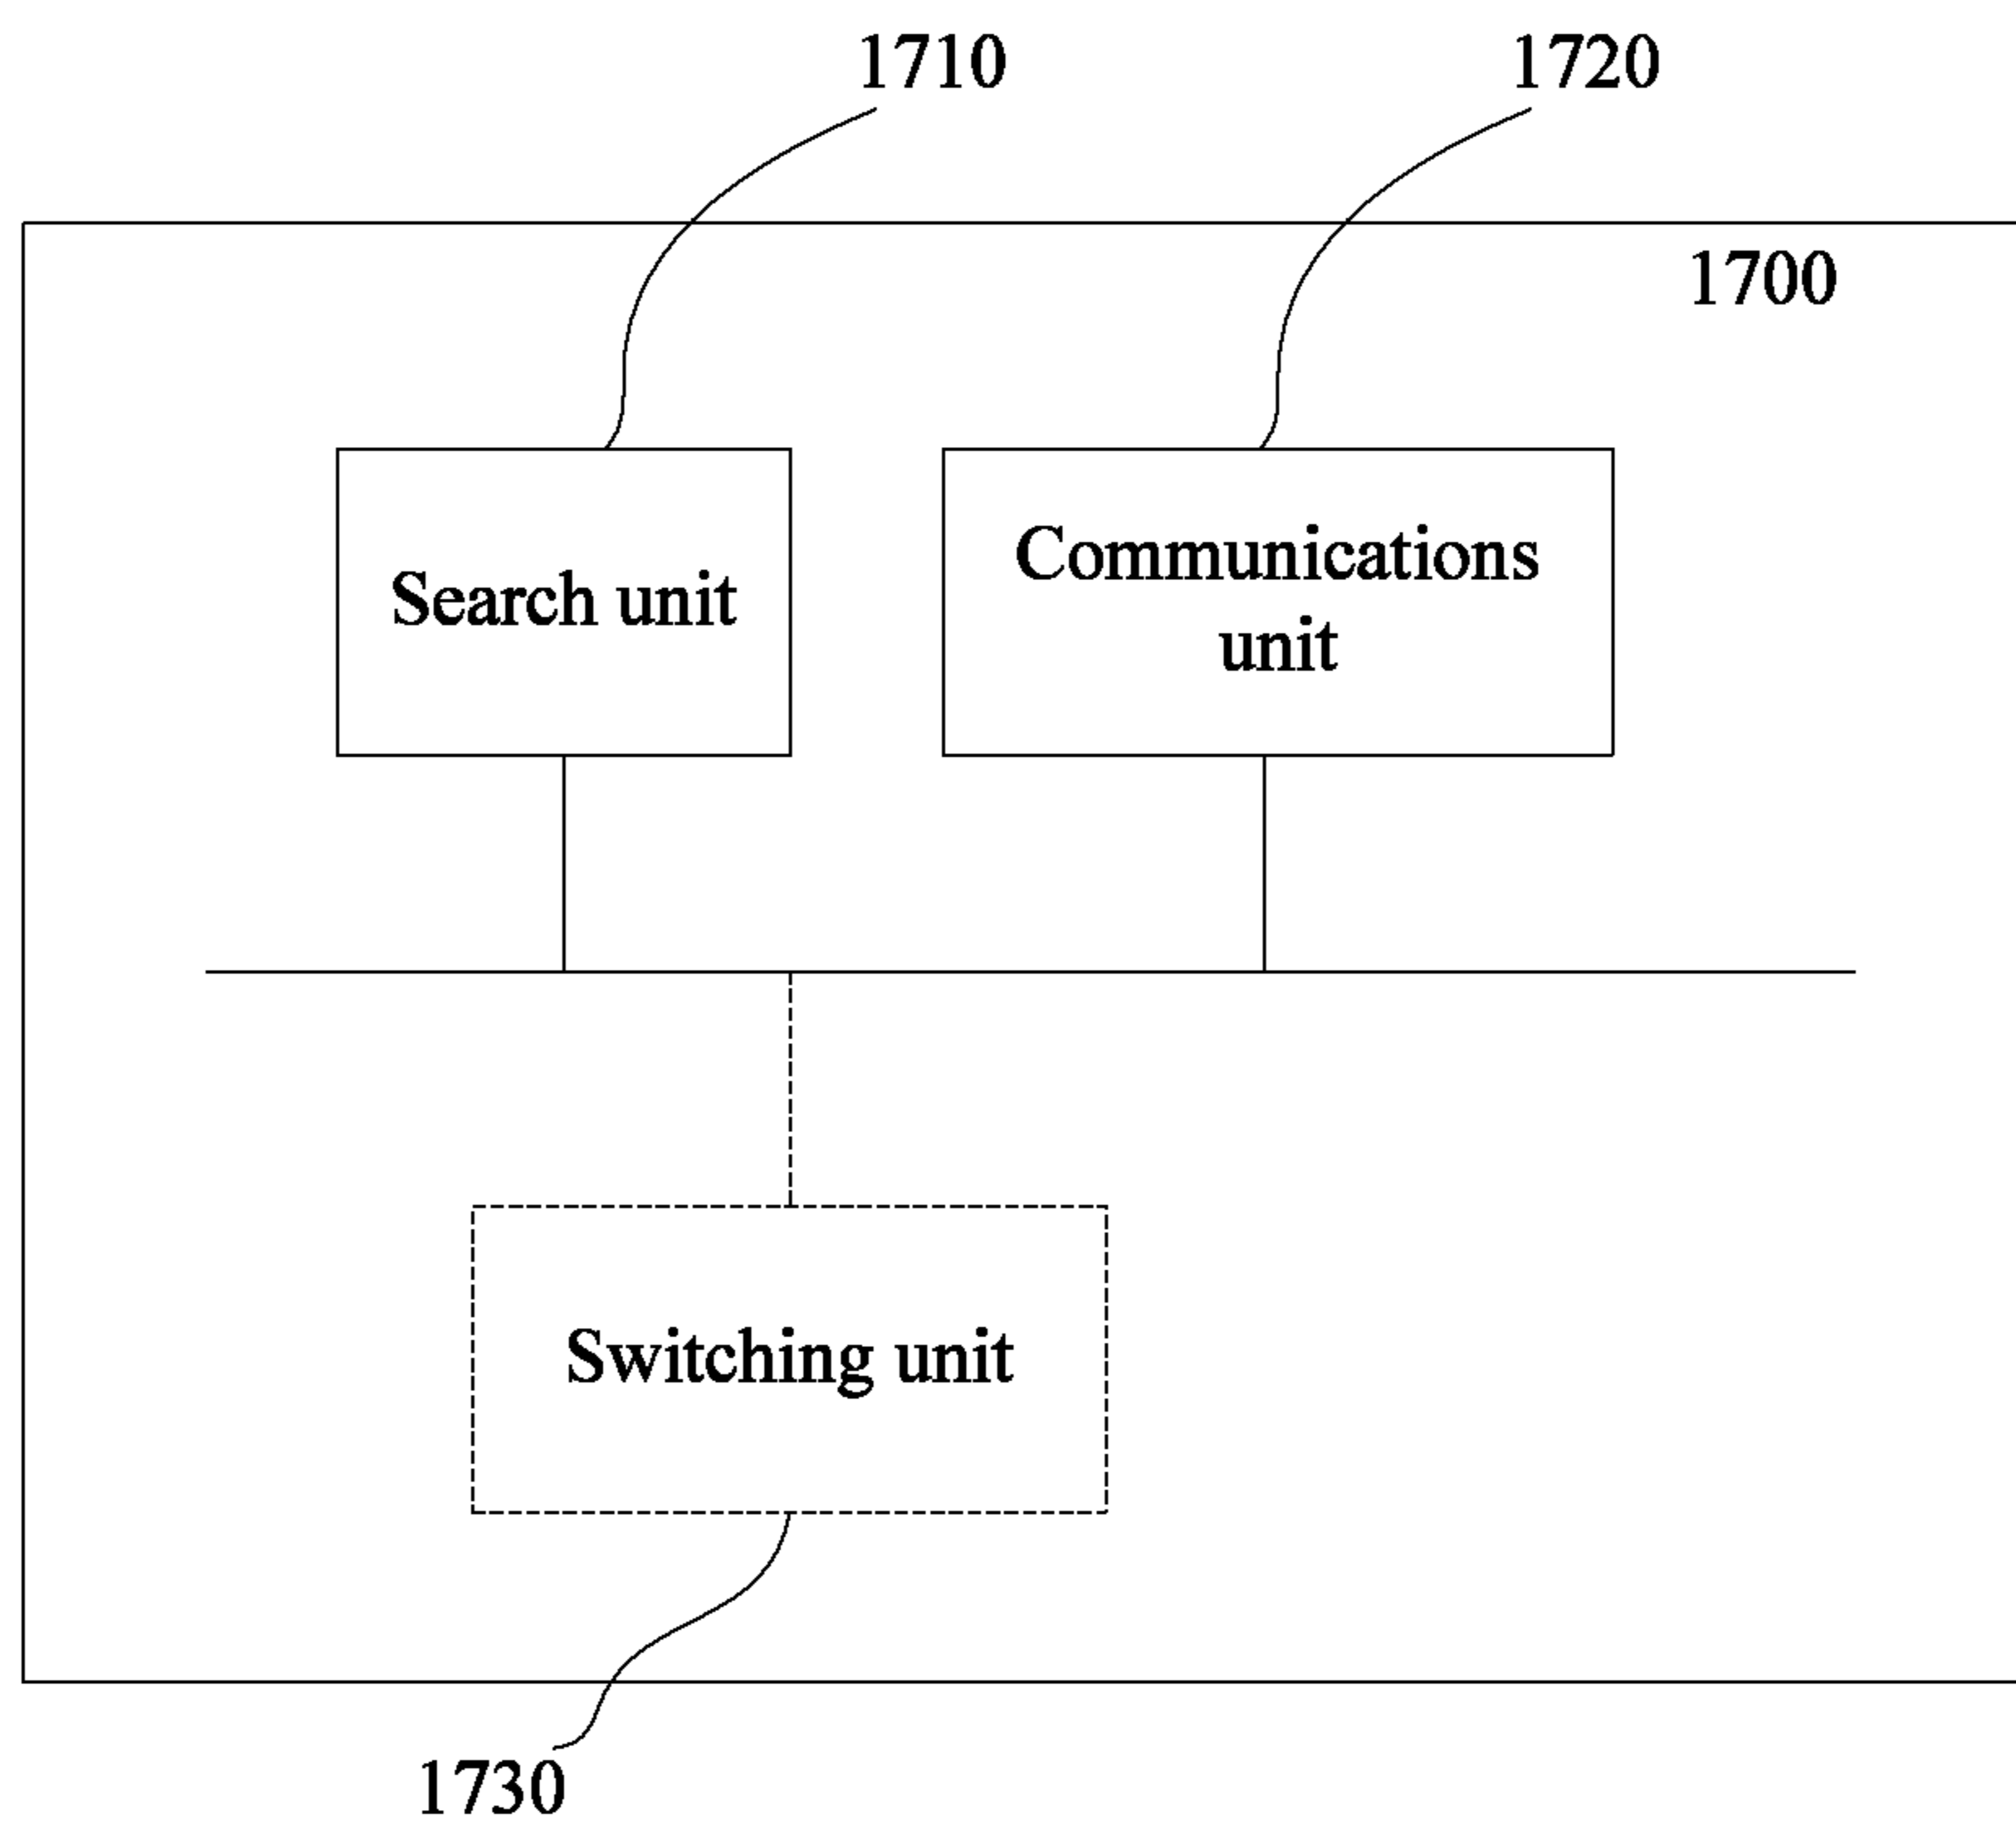 1710
1720
1700
Search unit
Communications
unit
Switching unit
1730